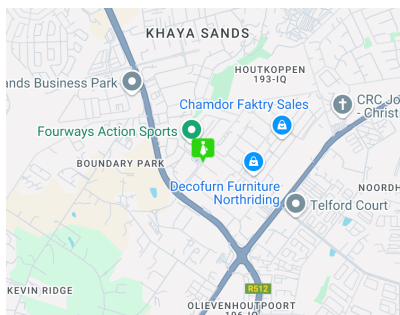 KHAYA SANDS
HOUTKOPPEN
193-IQ
ands Business Park
Chamdor Faktry Sales
CRC Jo
- Christ
Fourways Action Sports
BOUNDARY PARK
Decofurn Furniture
Northriding
NOORDH
Telford Court
R512
KEVIN RIDGE
OLIEVENHOUTPOORT
196-IQ